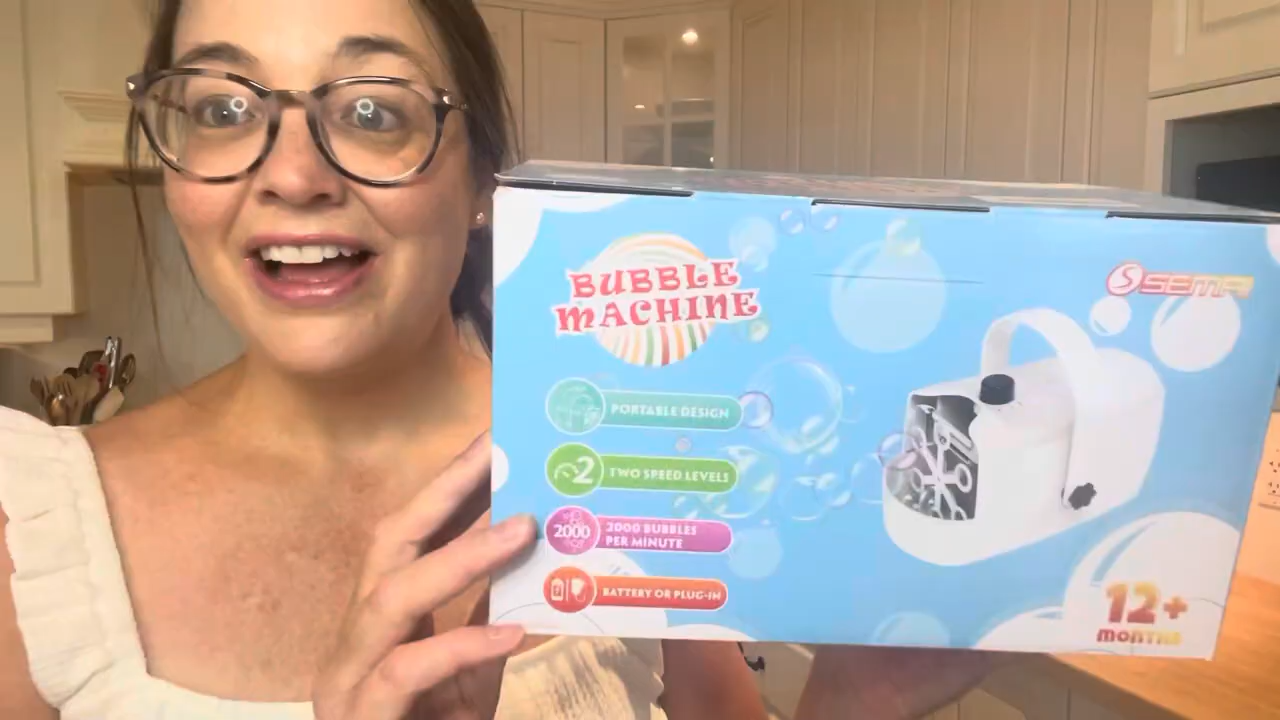 BUBBLE
MACHINE
SEMAI
PORTABLE DESIGN
2
TWO SPEED LEVELS
2000
2000 BUBBLES
PER MINUTE
BATTERY OR PLUG-IN
12+
MONTHS